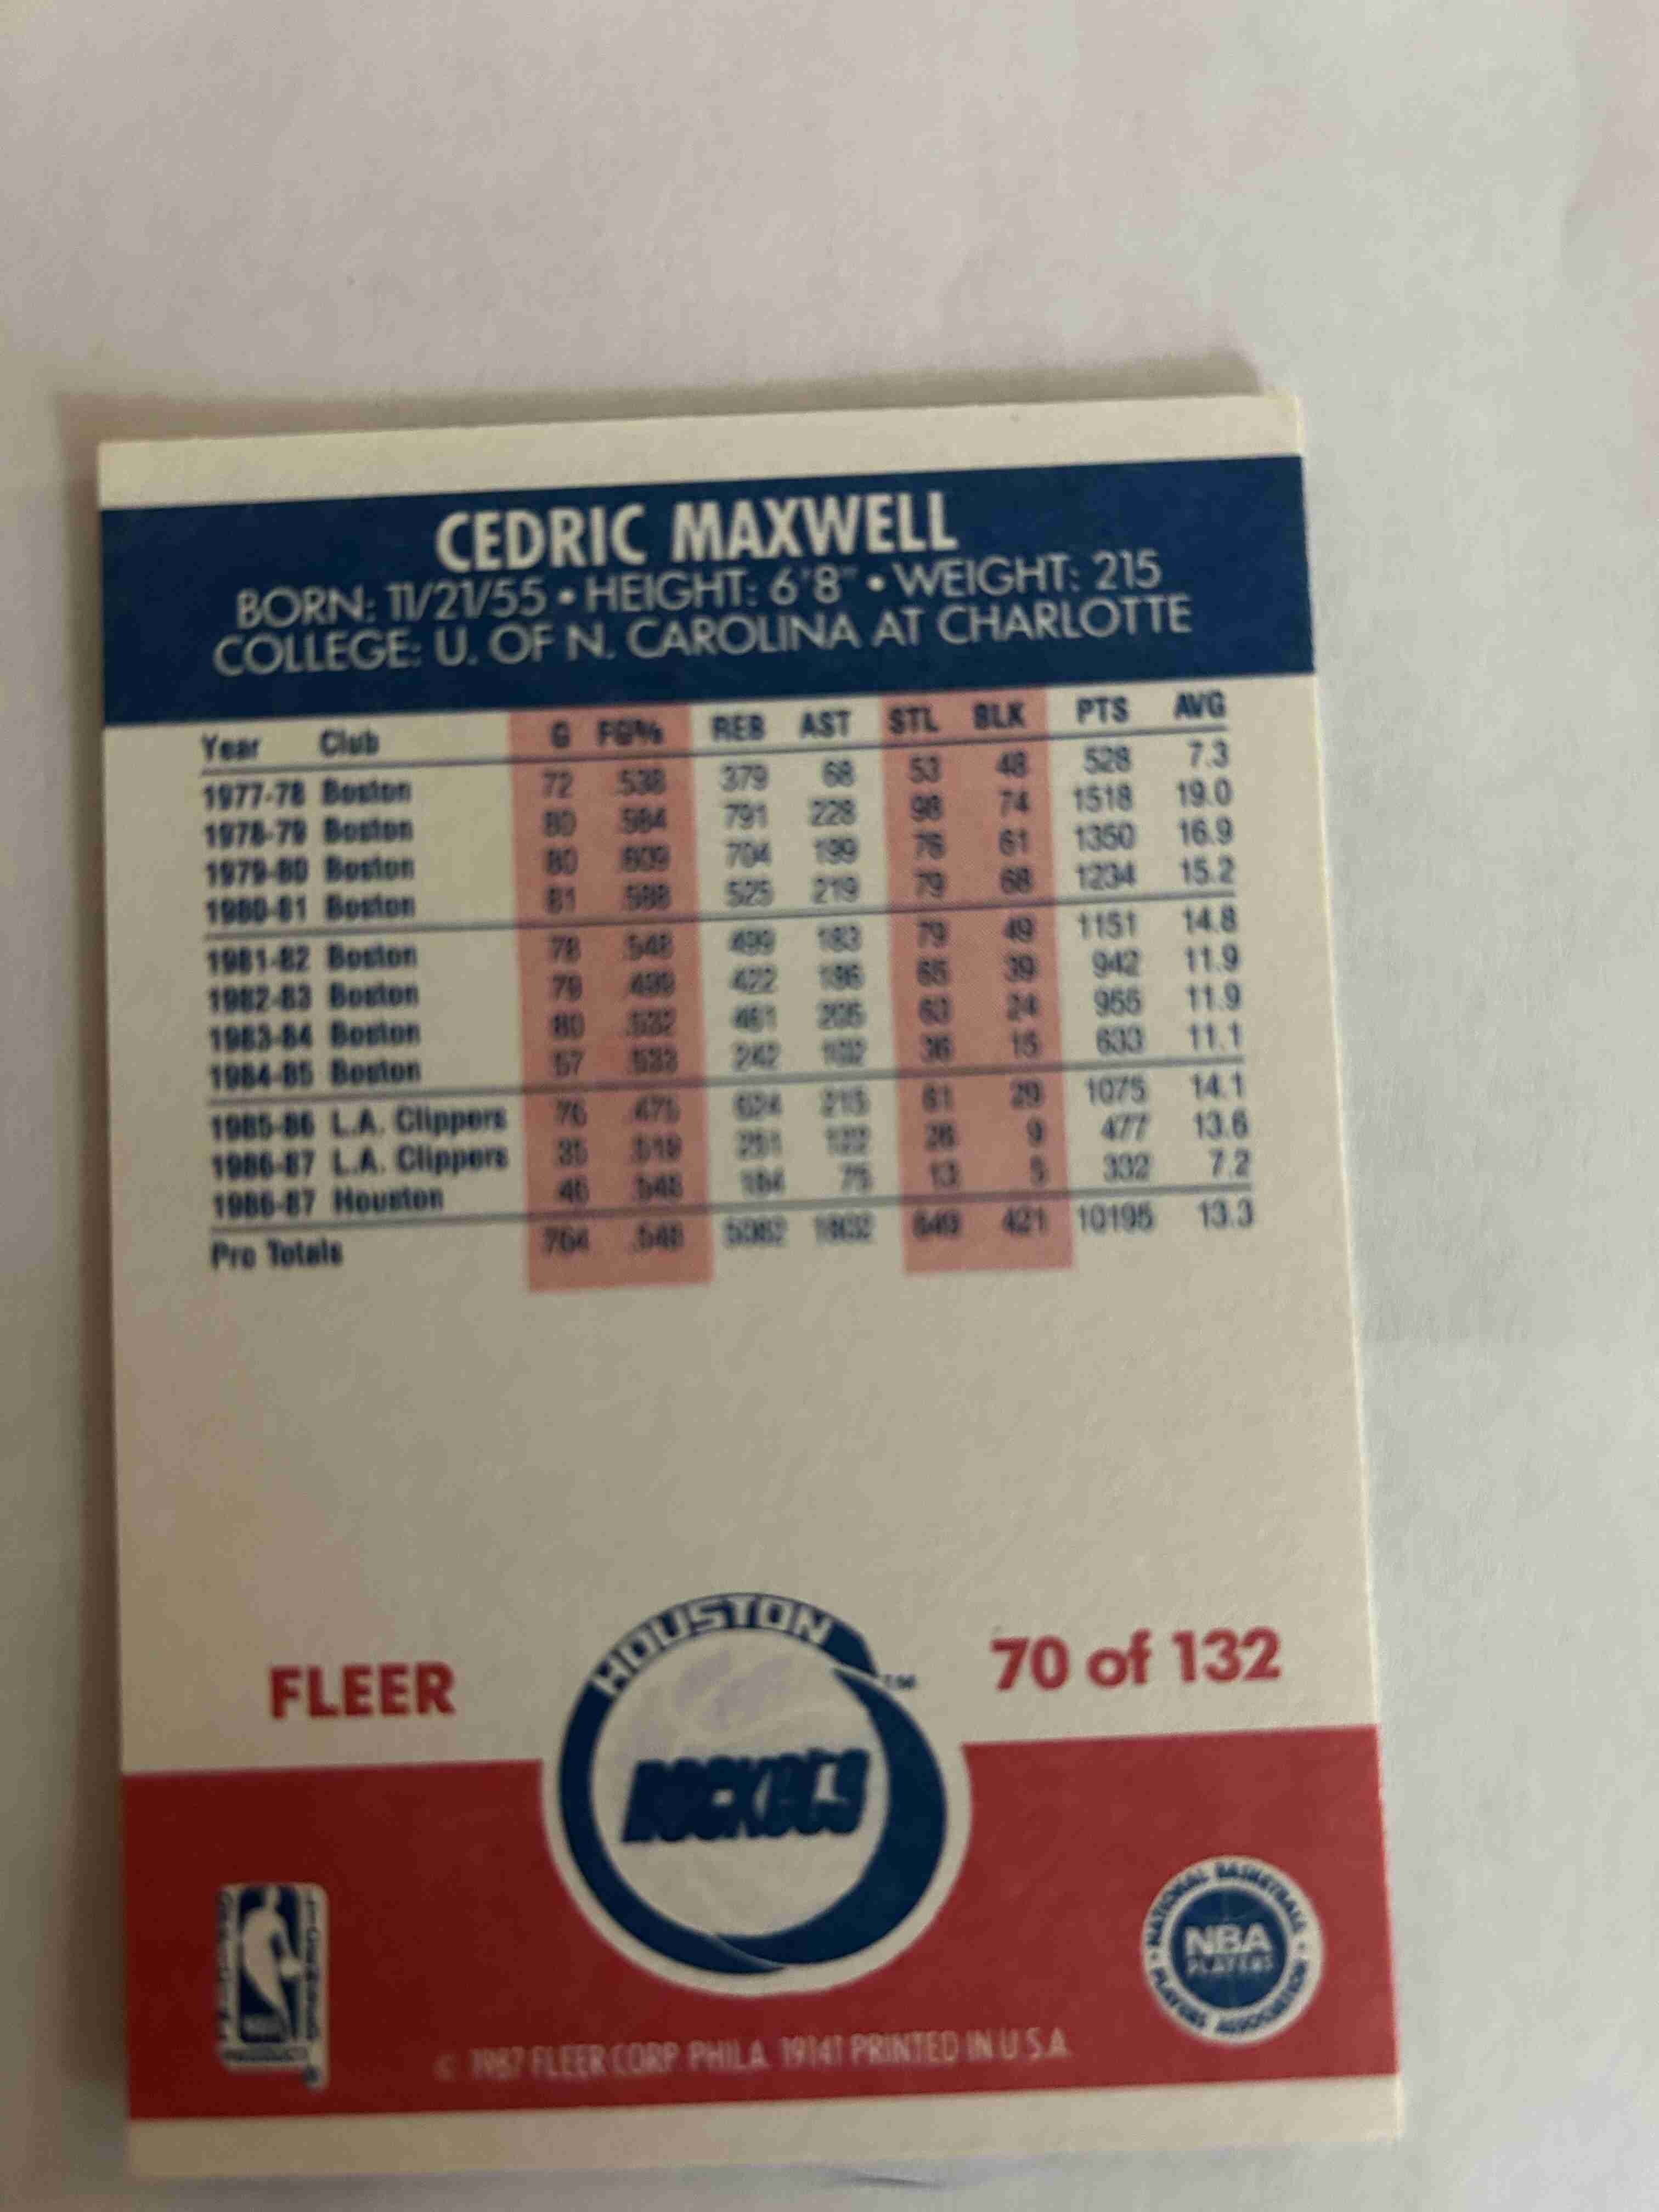 CEDRIC MAXWELL
BORN: 11/21/55 • HEIGHT: 6'8" • WEIGHT: 215
COLLEGE: U. OF N. CAROLINA AT CHARLOTTE
Year Club G FG% REB AST STL BLK PTS AVG
1977-78 Boston 72 .538 379 68 53 48 528 7.3
1978-79 Boston 80 .584 791 228 98 74 1518 19.0
1979-80 Boston 80 .609 704 199 76 61 1350 16.9
1980-81 Boston 81 .588 525 219 79 68 1234 15.2
1981-82 Boston 78 .548 499 183 79 49 1151 14.8
1982-83 Boston 79 .499 422 186 65 39 942 11.9
1983-84 Boston 80 .532 461 205 63 24 955 11.9
1984-85 Boston 57 .533 242 102 36 15 633 11.1
1985-86 L.A. Clippers 76 .475 624 215 61 29 1075 14.1
1986-87 L.A. Clippers 35 .519 251 122 28 9 477 13.6
1986-87 Houston 46 .545 184 75 13 5 332 7.2
Pro Totals 764 .546 5082 1802 649 421 10195 13.3
FLEER
HOUSTON
ROCKETS
TM
70 of 132
NATIONAL BASKETBALL
NBA
PLAYERS
PLAYERS ASSOCIATION
© 1987 FLEER CORP. PHILA. 19141 PRINTED IN U.S.A.